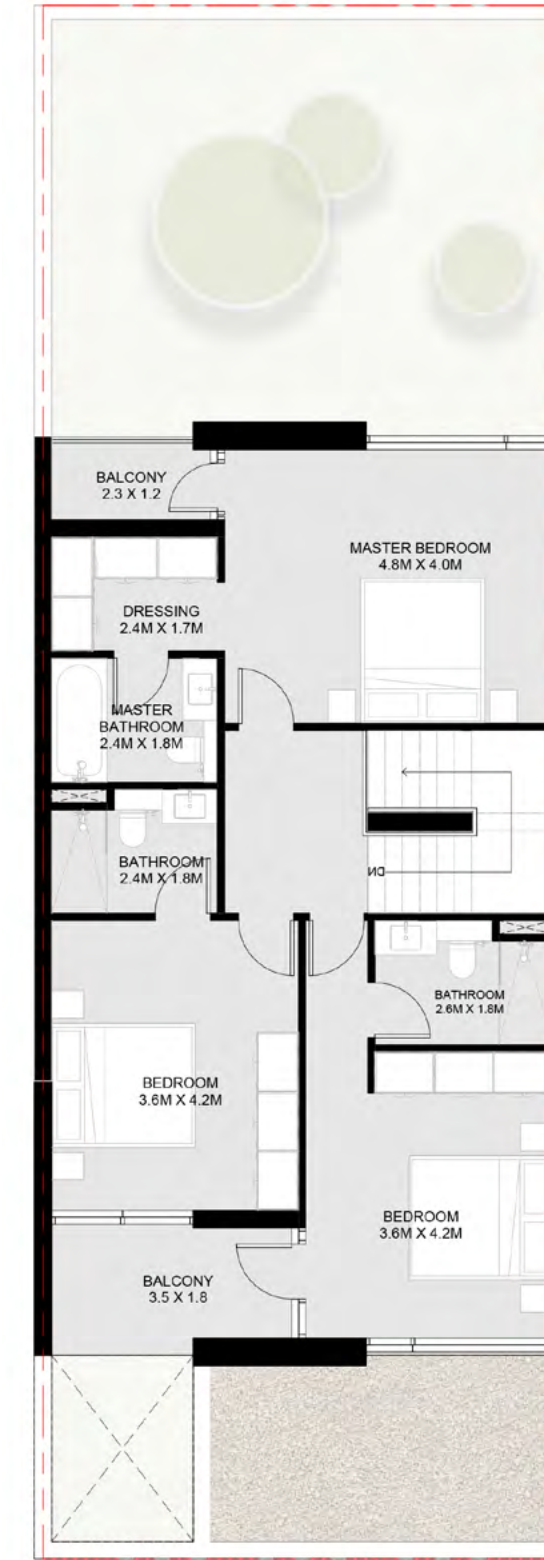 BALCONY
2.3 X 1.2
MASTER BEDROOM
4.8M X 4.0M
DRESSING
2.4M X 1.7M
MASTER
BATHROOM
2.4M X 1.8M
DN
BATHROOM
2.4M X 1.8M
BATHROOM
2.6M X 1.8M
BEDROOM
3.6M X 4.2M
BEDROOM
3.6M X 4.2M
BALCONY
3.5 X 1.8